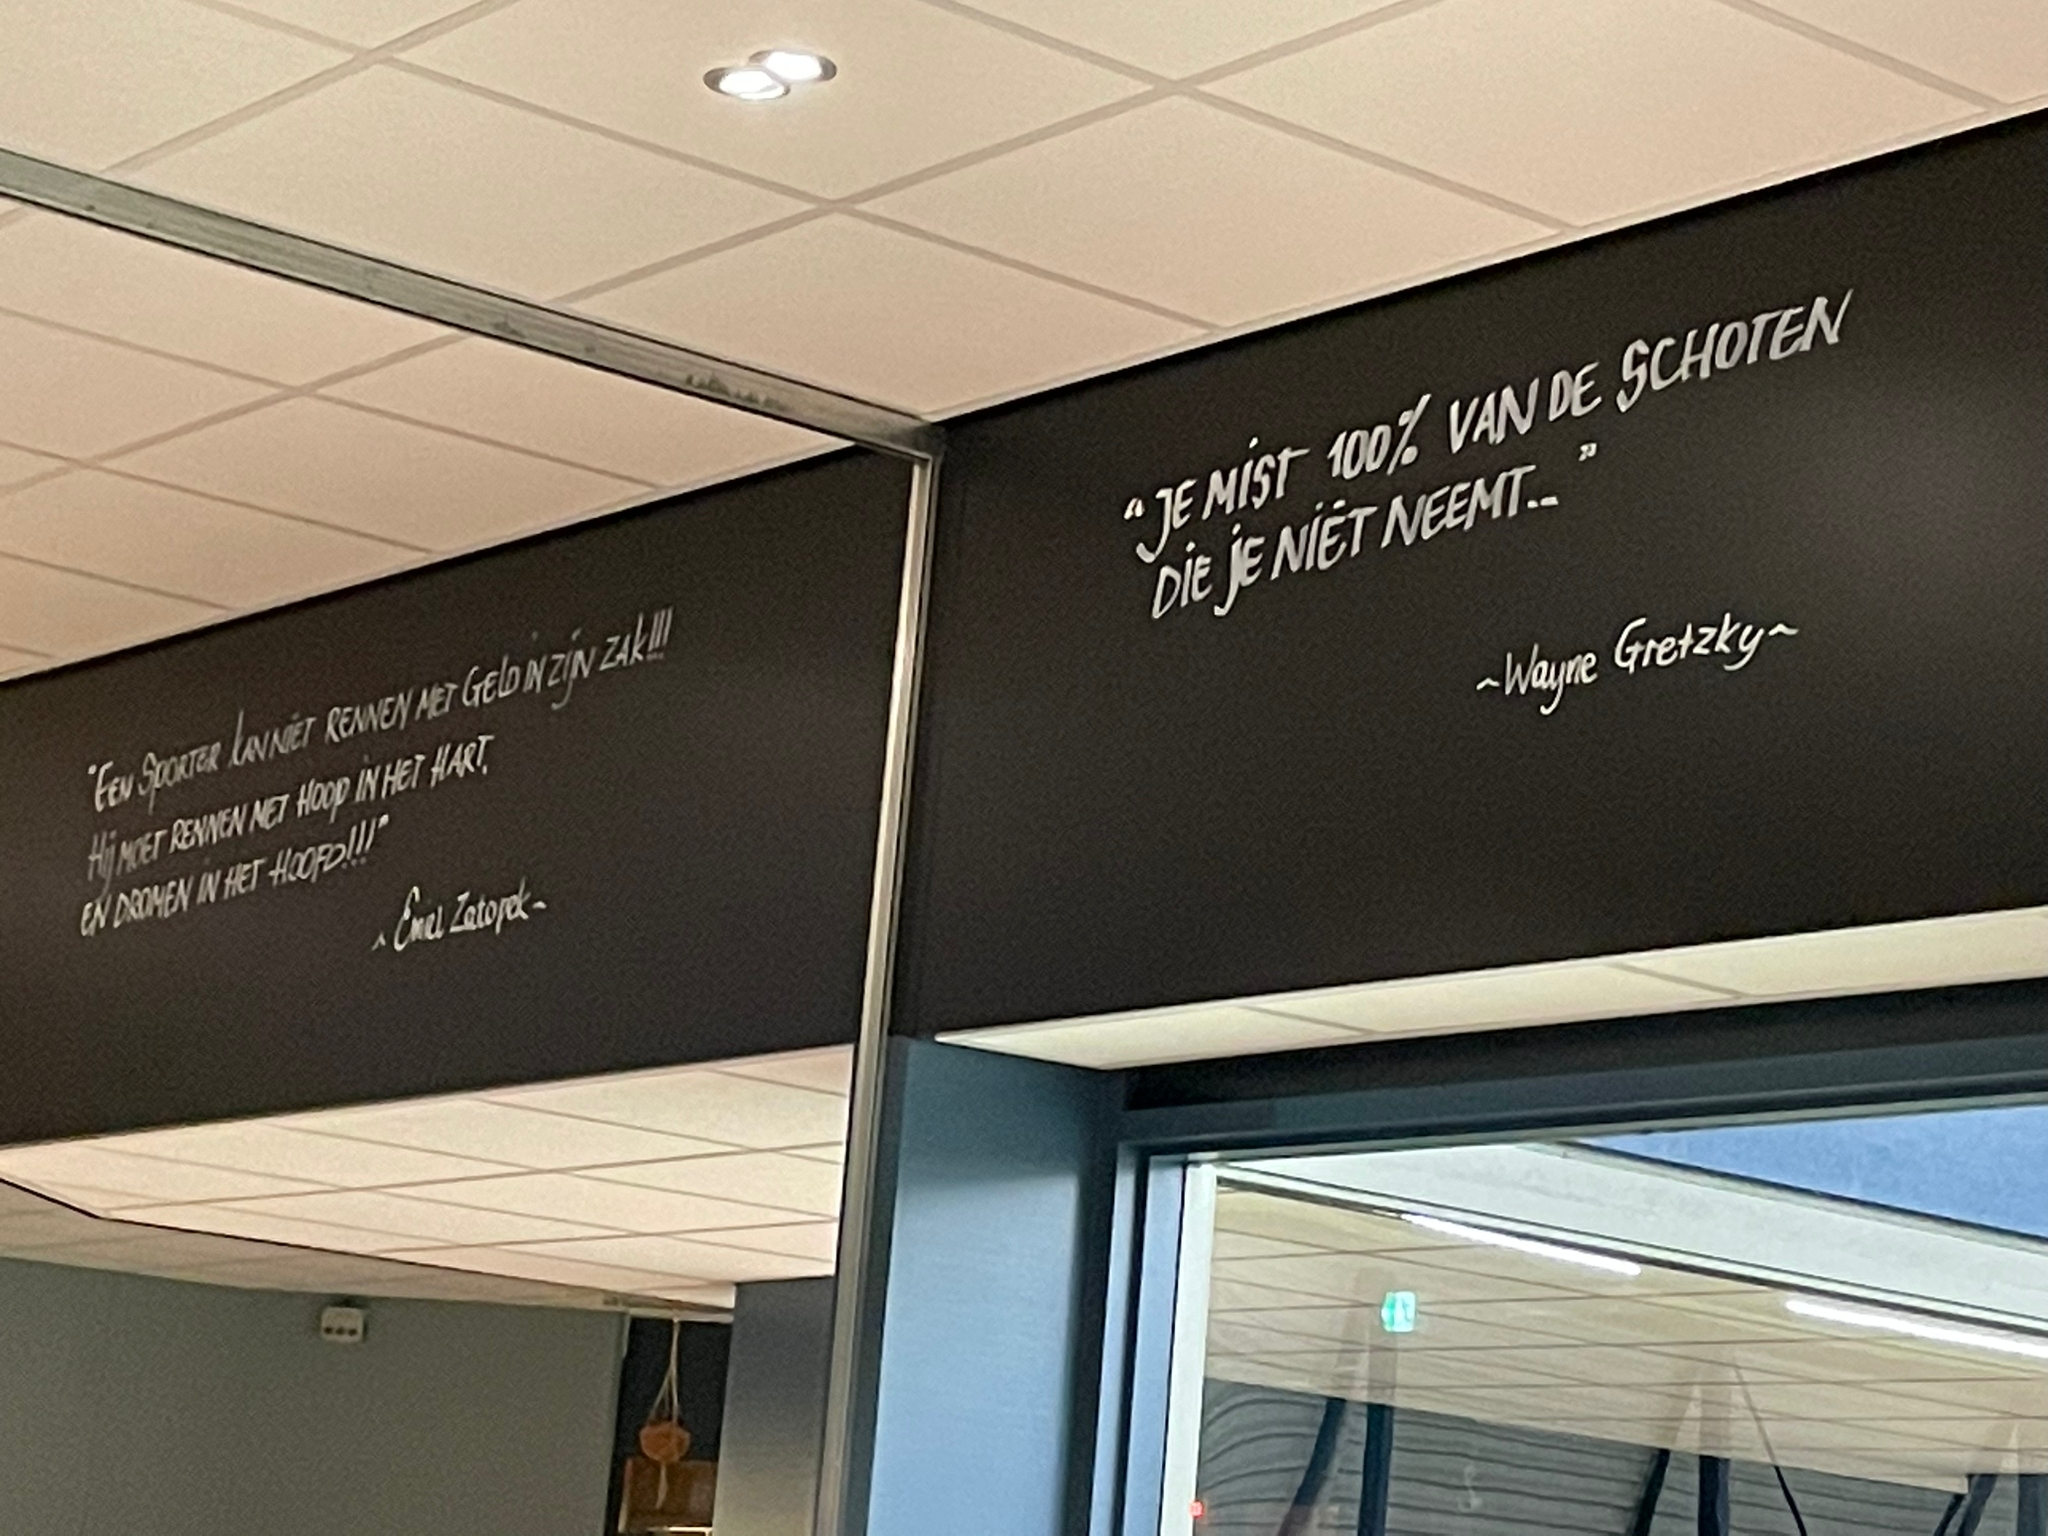 "EEN SPORTER KAN NIET RENNEN MET GELD IN ZIJN ZAK!!!
HIJ MOET RENNEN MET HOOP IN HET HART,
EN DROMEN IN HET HOOFD!!!"
~ Emil Zatopek ~
"JE MIST 100% VAN DE SCHOTEN
DIE JE NIET NEEMT..."
~ Wayne Gretzky ~